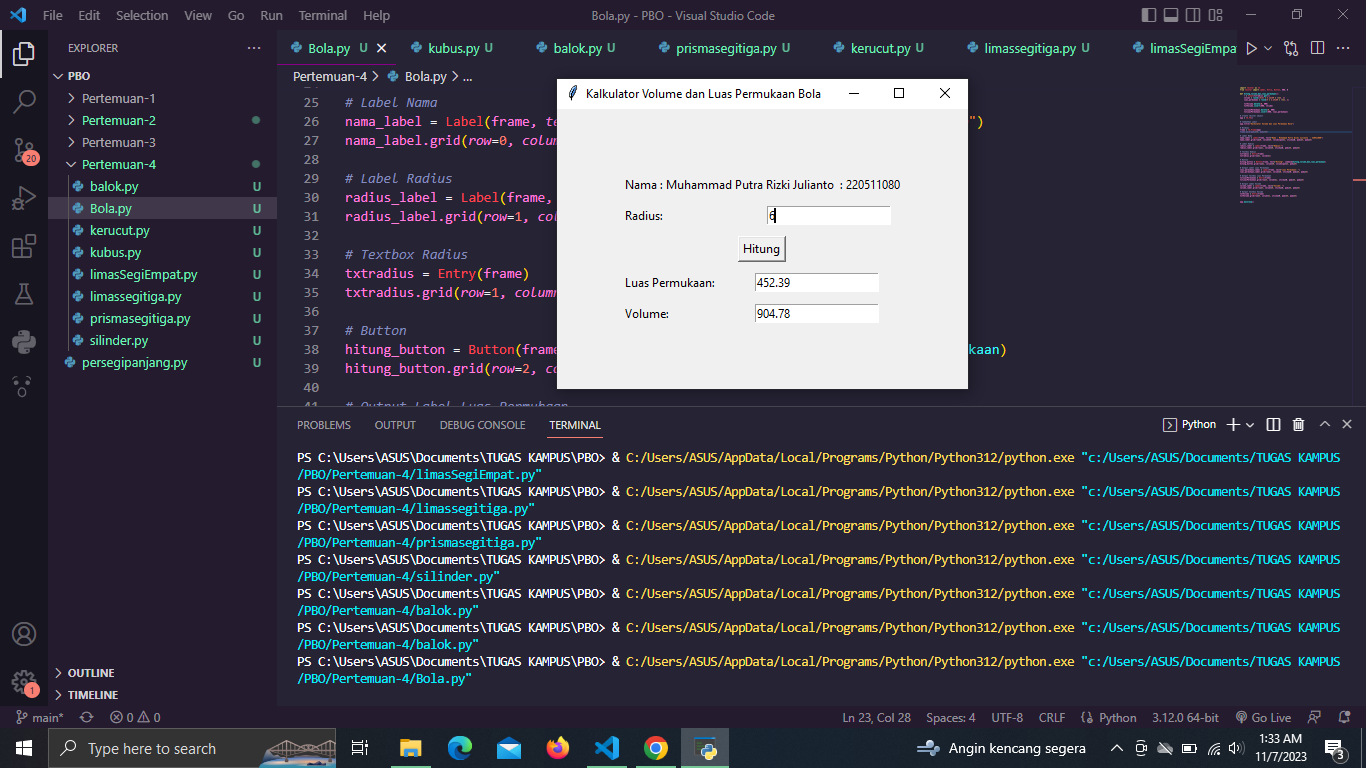 File Edit Selection View Go Run Terminal Help
Bola.py - PBO - Visual Studio Code
EXPLORER
PBO
Pertemuan-1
Pertemuan-2
Pertemuan-3
Pertemuan-4
balok.py U
Bola.py U
kerucut.py U
kubus.py U
limasSegiEmpat.py U
limassegitiga.py U
prismasegitiga.py U
silinder.py U
persegipanjang.py U
OUTLINE
TIMELINE
20
1
Bola.py U kubus.py U balok.py U prismasegitiga.py U kerucut.py U limassegitiga.py U limasSegiEmpat
Pertemuan-4 > Bola.py > ...
25 # Label Nama
26 nama_label = Label(frame, te ")
27 nama_label.grid(row=0, colum
28
29 # Label Radius
30 radius_label = Label(frame,
31 radius_label.grid(row=1, col
32
33 # Textbox Radius
34 txtradius = Entry(frame)
35 txtradius.grid(row=1, column
36
37 # Button
38 hitung_button = Button(frame kaan)
39 hitung_button.grid(row=2, co
40
41 # Output Label Luas Permukaan
Kalkulator Volume dan Luas Permukaan Bola
Nama : Muhammad Putra Rizki Julianto : 220511080
Radius: 6
Hitung
Luas Permukaan: 452.39
Volume: 904.78
PROBLEMS OUTPUT DEBUG CONSOLE TERMINAL
Python
PS C:\Users\ASUS\Documents\TUGAS KAMPUS\PBO> & C:/Users/ASUS/AppData/Local/Programs/Python/Python312/python.exe "c:/Users/ASUS/Documents/TUGAS KAMPUS
/PBO/Pertemuan-4/limasSegiEmpat.py"
PS C:\Users\ASUS\Documents\TUGAS KAMPUS\PBO> & C:/Users/ASUS/AppData/Local/Programs/Python/Python312/python.exe "c:/Users/ASUS/Documents/TUGAS KAMPUS
/PBO/Pertemuan-4/limassegitiga.py"
PS C:\Users\ASUS\Documents\TUGAS KAMPUS\PBO> & C:/Users/ASUS/AppData/Local/Programs/Python/Python312/python.exe "c:/Users/ASUS/Documents/TUGAS KAMPUS
/PBO/Pertemuan-4/prismasegitiga.py"
PS C:\Users\ASUS\Documents\TUGAS KAMPUS\PBO> & C:/Users/ASUS/AppData/Local/Programs/Python/Python312/python.exe "c:/Users/ASUS/Documents/TUGAS KAMPUS
/PBO/Pertemuan-4/silinder.py"
PS C:\Users\ASUS\Documents\TUGAS KAMPUS\PBO> & C:/Users/ASUS/AppData/Local/Programs/Python/Python312/python.exe "c:/Users/ASUS/Documents/TUGAS KAMPUS
/PBO/Pertemuan-4/balok.py"
PS C:\Users\ASUS\Documents\TUGAS KAMPUS\PBO> & C:/Users/ASUS/AppData/Local/Programs/Python/Python312/python.exe "c:/Users/ASUS/Documents/TUGAS KAMPUS
/PBO/Pertemuan-4/balok.py"
PS C:\Users\ASUS\Documents\TUGAS KAMPUS\PBO> & C:/Users/ASUS/AppData/Local/Programs/Python/Python312/python.exe "c:/Users/ASUS/Documents/TUGAS KAMPUS
/PBO/Pertemuan-4/Bola.py"
main* 0 0 Ln 23, Col 28 Spaces: 4 UTF-8 CRLF Python 3.12.0 64-bit Go Live
Type here to search
Angin kencang segera
1:33 AM
11/7/2023
3